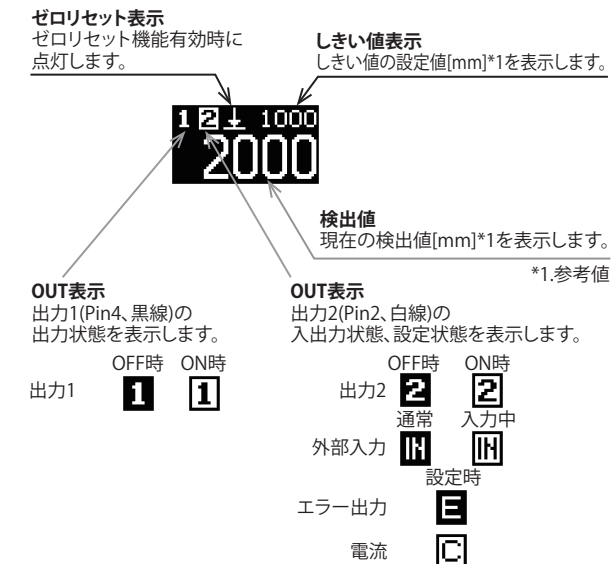 ゼロリセット表示
ゼロリセット機能有効時に
点灯します。
しきい値表示
しきい値の設定値[mm]*1を表示します。
1 2 1000
2000
検出値
現在の検出値[mm]*1を表示します。
*1.参考値
OUT表示
出力1(Pin4、黒線)の
出力状態を表示します。
OFF時 ON時
出力1 1 1
OUT表示
出力2(Pin2、白線)の
入出力状態、設定状態を表示します。
OFF時 ON時
出力2 2 2
通常 入力中
外部入力 IN IN
設定時
エラー出力 E
電流 C